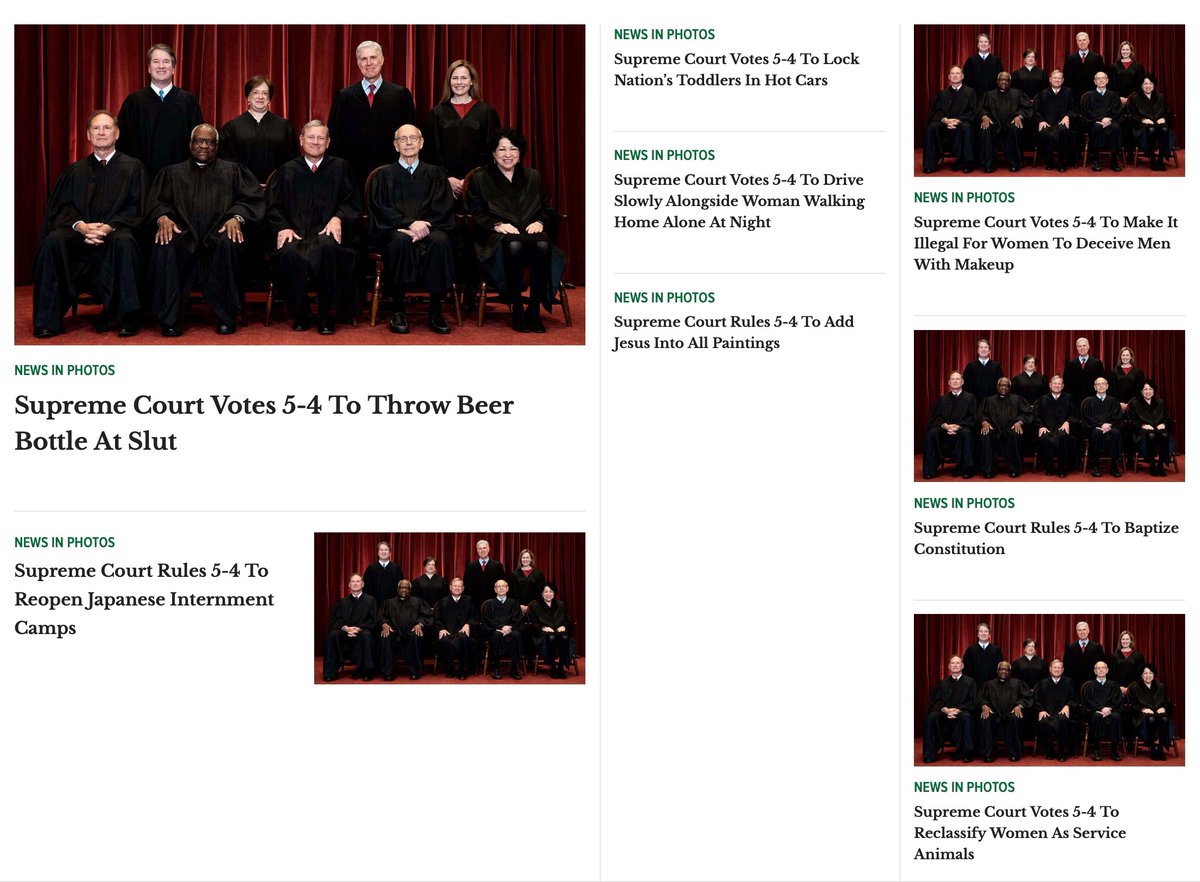 NEWS IN PHOTOS
Supreme Court Votes 5-4 To Throw Beer
Bottle At Slut
NEWS IN PHOTOS
Supreme Court Rules 5-4 To
Reopen Japanese Internment
Camps
NEWS IN PHOTOS
Supreme Court Votes 5-4 To Lock
Nation’s Toddlers In Hot Cars
NEWS IN PHOTOS
Supreme Court Votes 5-4 To Drive
Slowly Alongside Woman Walking
Home Alone At Night
NEWS IN PHOTOS
Supreme Court Rules 5-4 To Add
Jesus Into All Paintings
NEWS IN PHOTOS
Supreme Court Votes 5-4 To Make It
Illegal For Women To Deceive Men
With Makeup
NEWS IN PHOTOS
Supreme Court Rules 5-4 To Baptize
Constitution
NEWS IN PHOTOS
Supreme Court Votes 5-4 To
Reclassify Women As Service
Animals